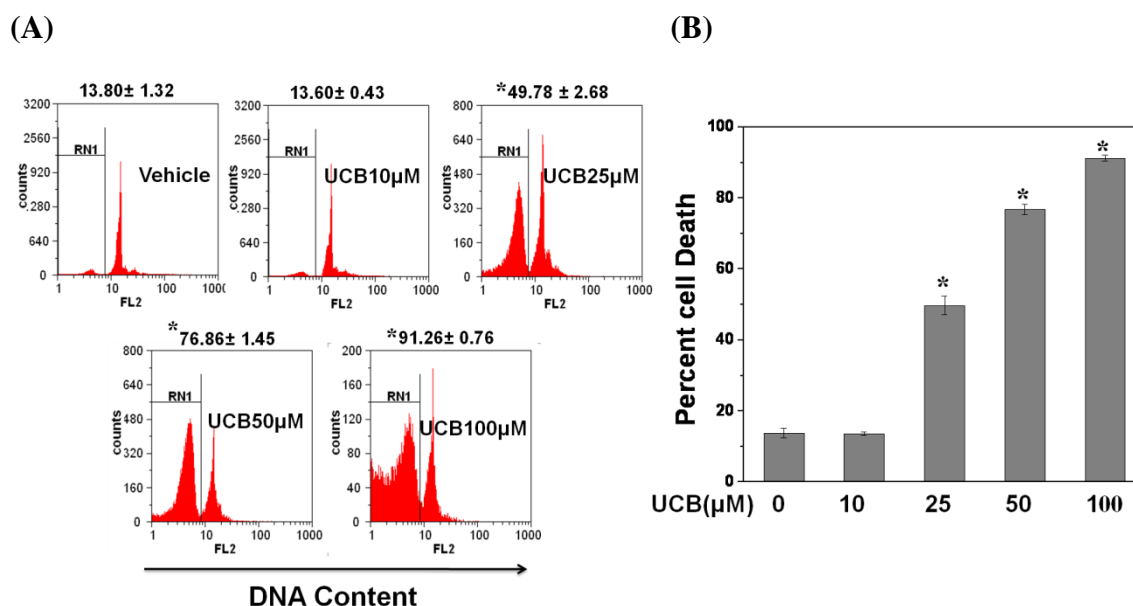 (A)
(B)
13.80± 1.32
13.60± 0.43
*49.78 ± 2.68
3200
2560
920
280
640
0
counts
RN1
Vehicle
1
10
100
1000
FL2
3200
2560
920
280
640
0
counts
RN1
UCB10µM
1
10
100
1000
FL2
800
640
480
320
160
0
counts
RN1
UCB25µM
1
10
100
1000
FL2
*76.86± 1.45
*91.26± 0.76
800
640
480
320
160
0
counts
RN1
UCB50µM
1
10
100
1000
FL2
200
160
120
80
40
0
counts
RN1
UCB100µM
1
10
100
1000
FL2
DNA Content
Percent cell Death
100
80
60
40
20
0
*
*
*
UCB(µM) 0 10 25 50 100